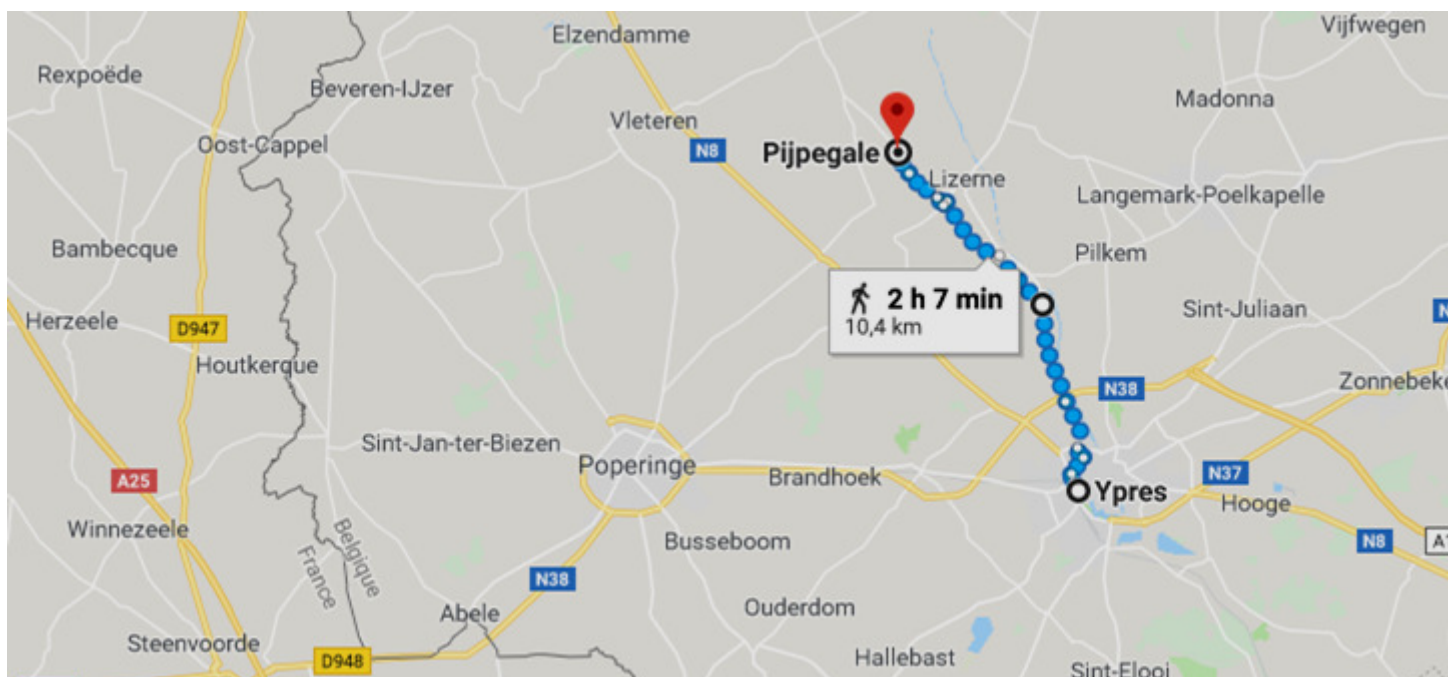 Vijfwegen
Elzendamme
Rexpoëde
Beveren-IJzer
Madonna
Vleteren
Oost-Cappel
N8
Pijpegale
Lizerne
Langemark-Poelkapelle
Bambecque
Pilkem
2 h 7 min
10,4 km
Herzeele
D947
Sint-Juliaan
Houtkerque
N38
Zonnebeke
Sint-Jan-ter-Biezen
Poperinge
Brandhoek
A25
N37
Ypres
Hooge
Winnezeele
Busseboom
N8
Belgique
France
N38
Abele
Ouderdom
Steenvoorde
D948
Hallebast
Sint-Elooi